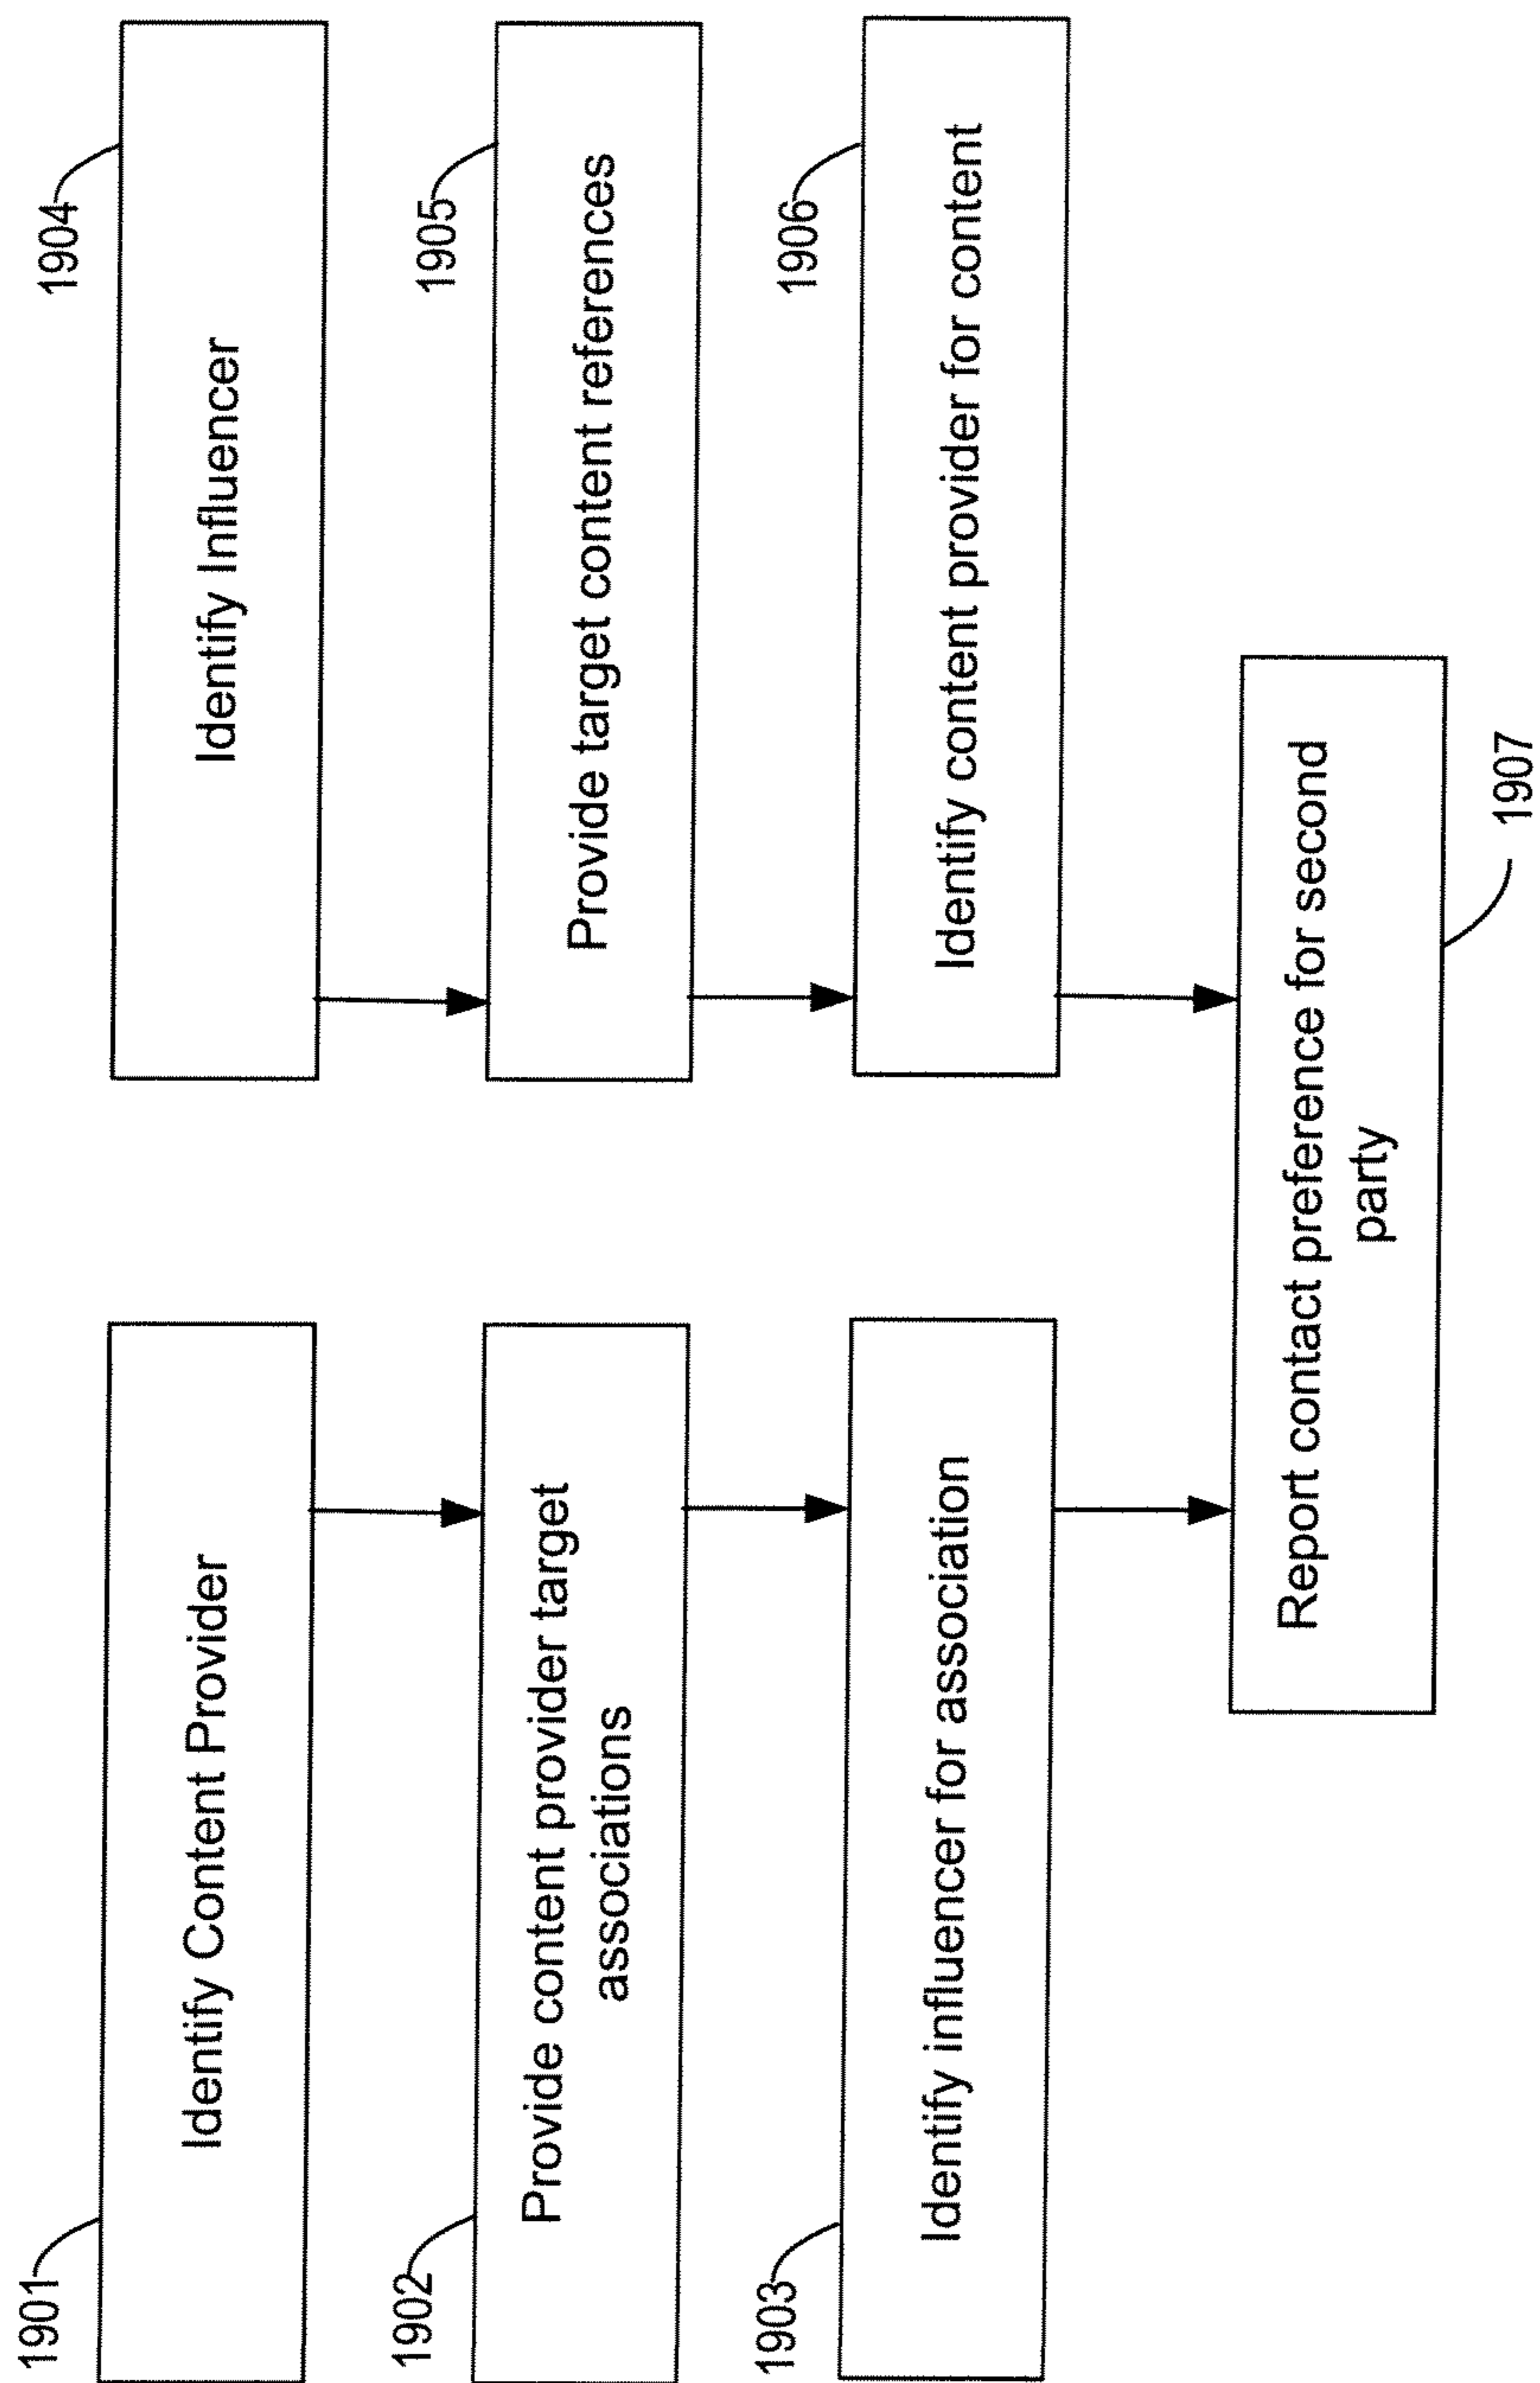 1901
Identify Content Provider
1902
Provide content provider target
associations
1903
Identify influencer for association
1904
Identify Influencer
1905
Provide target content references
1906
Identify content provider for content
Report contact preference for second
party
1907